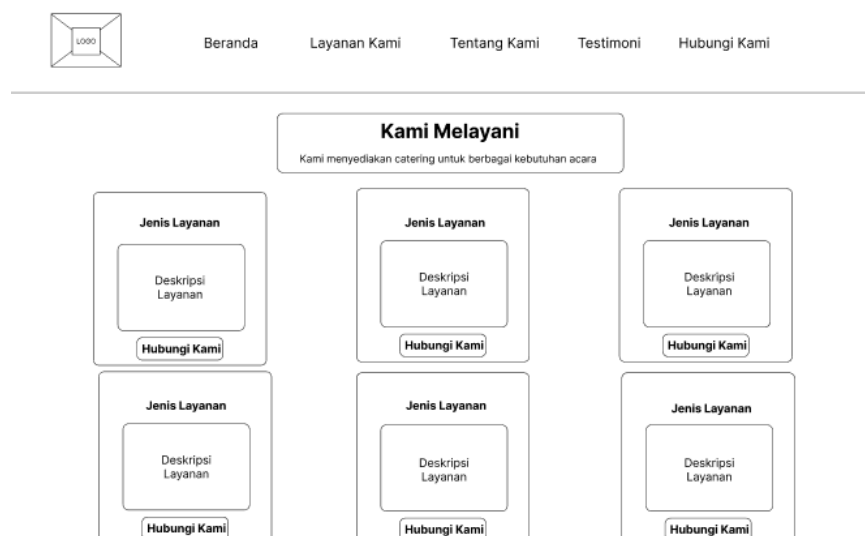 LOGO
Beranda
Layanan Kami
Tentang Kami
Testimoni
Hubungi Kami
Kami Melayani
Kami menyediakan catering untuk berbagai kebutuhan acara
Jenis Layanan
Deskripsi
Layanan
Hubungi Kami
Jenis Layanan
Deskripsi
Layanan
Hubungi Kami
Jenis Layanan
Deskripsi
Layanan
Hubungi Kami
Jenis Layanan
Deskripsi
Layanan
Hubungi Kami
Jenis Layanan
Deskripsi
Layanan
Hubungi Kami
Jenis Layanan
Deskripsi
Layanan
Hubungi Kami